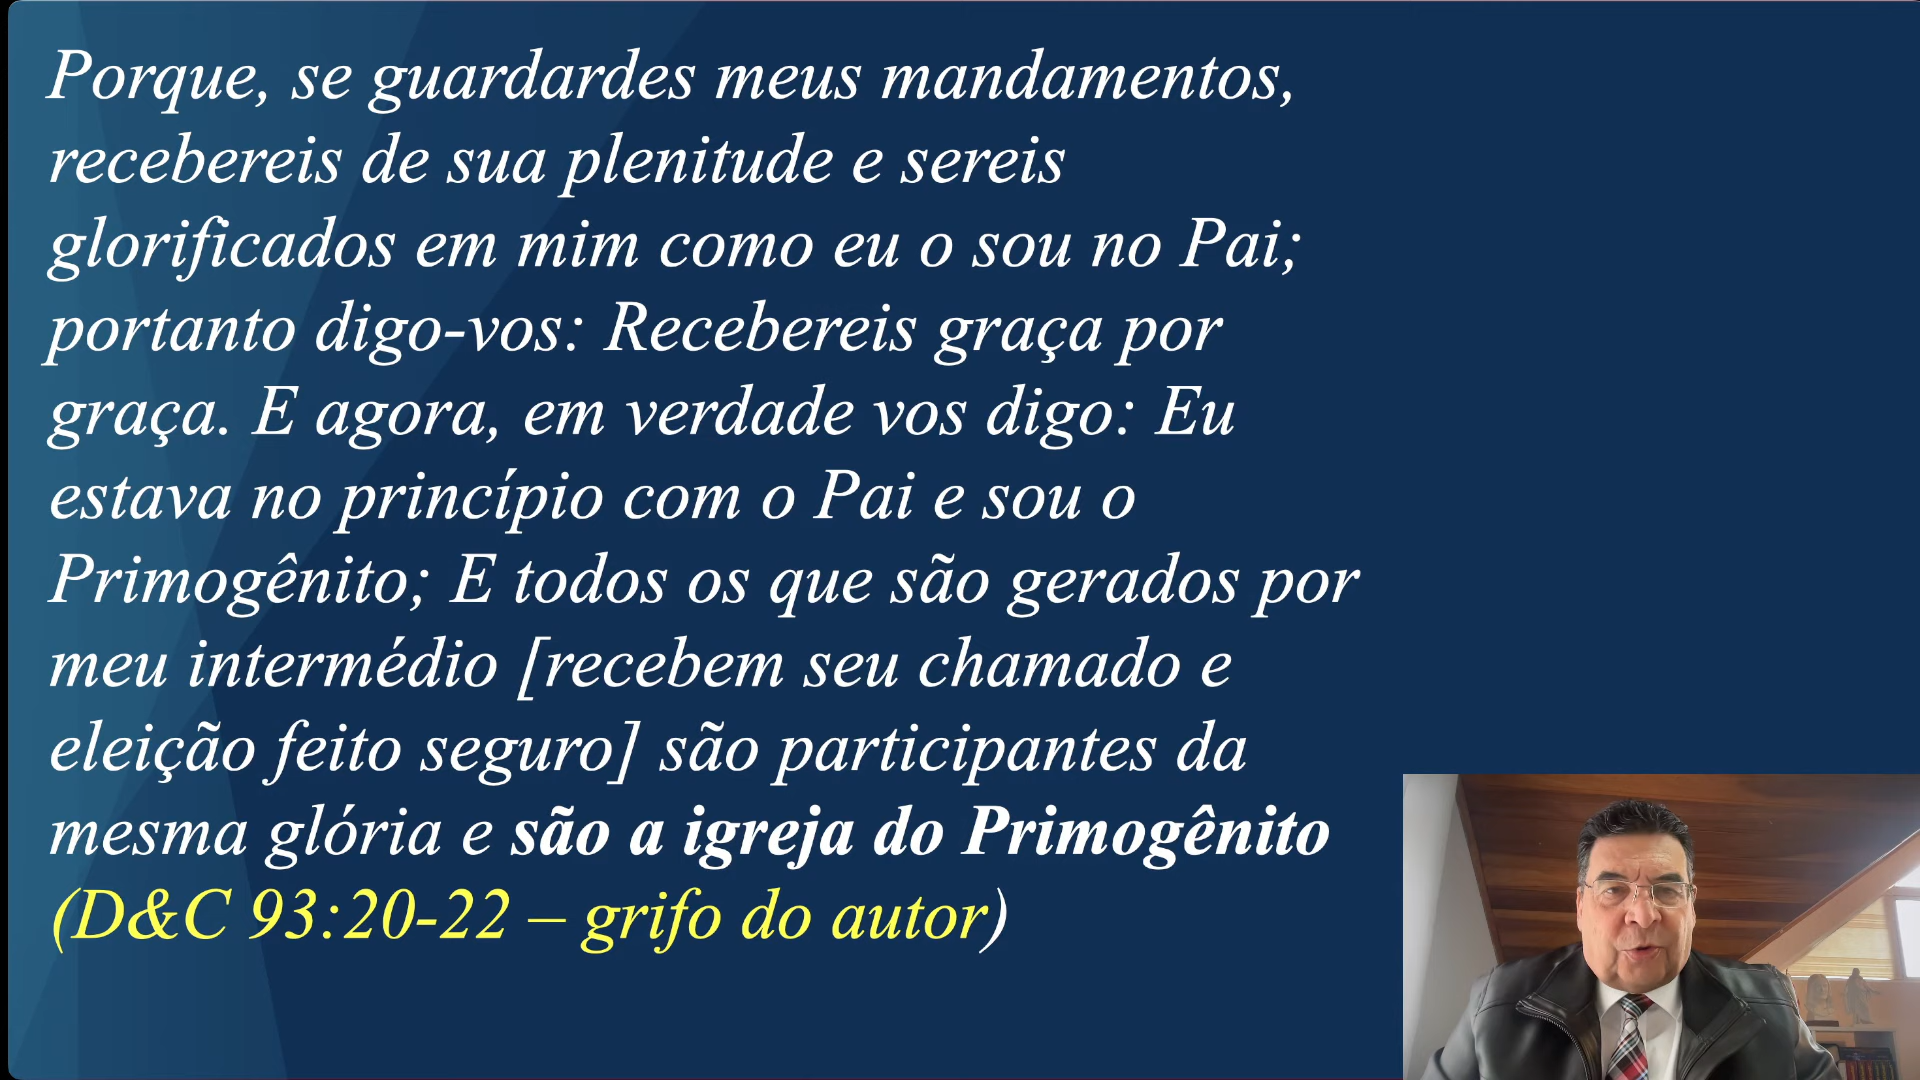 Porque, se guardardes meus mandamentos,
recebereis de sua plenitude e sereis
glorificados em mim como eu o sou no Pai;
portanto digo-vos: Recebereis graça por
graça. E agora, em verdade vos digo: Eu
estava no princípio com o Pai e sou o
Primogênito; E todos os que são gerados por
meu intermédio [recebem seu chamado e
eleição feito seguro] são participantes da
mesma glória e são a igreja do Primogênito
(D&C 93:20-22 – grifo do autor)